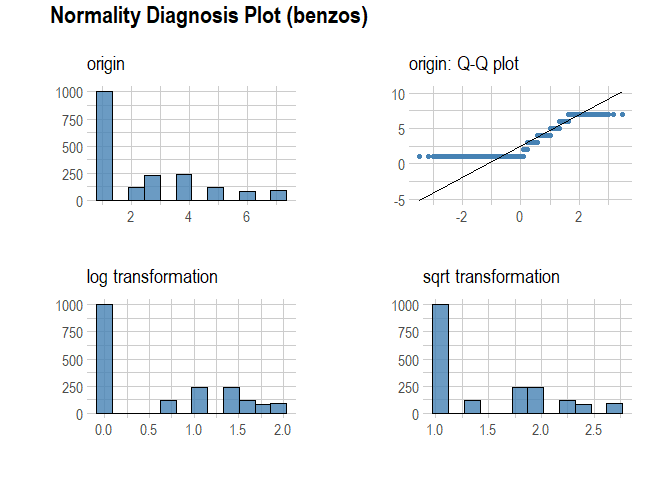 Normality Diagnosis Plot (benzos)
origin
1000
750
500
250
0
2 4 6
origin: Q-Q plot
10
5
0
-5
-2 0 2
log transformation
1000
750
500
250
0
0.0 0.5 1.0 1.5 2.0
sqrt transformation
1000
750
500
250
0
1.0 1.5 2.0 2.5